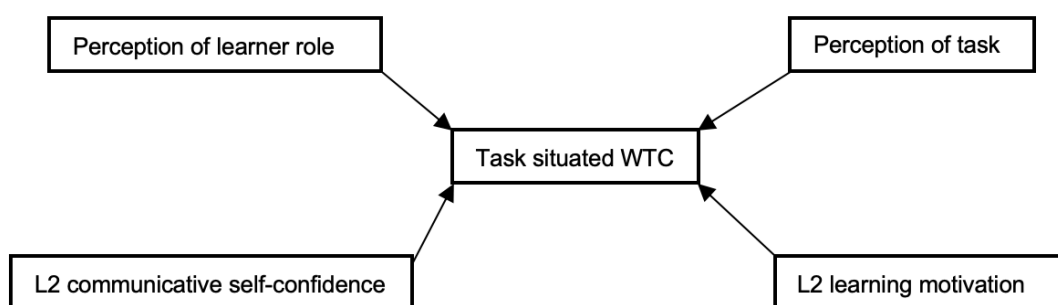 Perception of learner role
Perception of task
Task situated WTC
L2 communicative self-confidence
L2 learning motivation